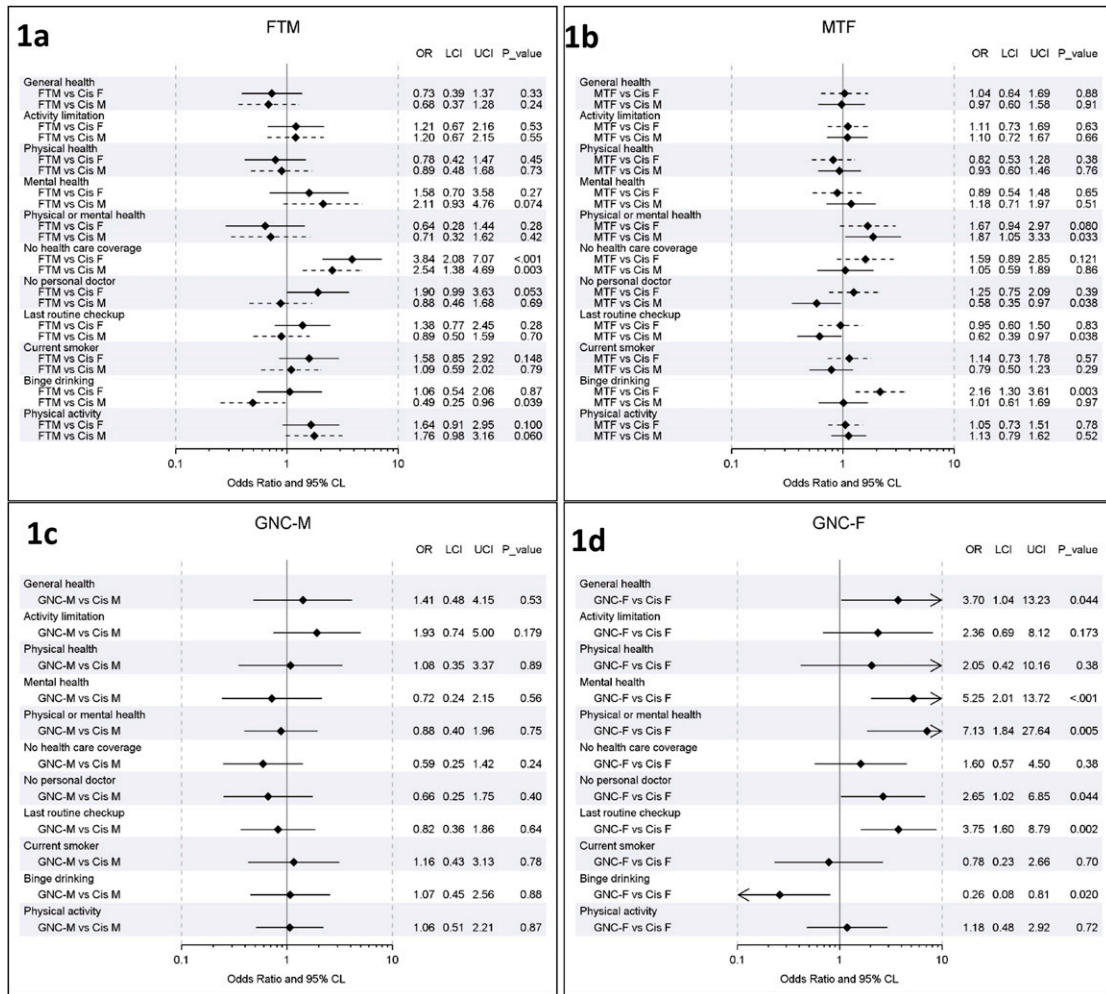 1a
FTM
OR LCI UCI P_value
General health
FTM vs Cis F 0.73 0.39 1.37 0.33
FTM vs Cis M 0.68 0.37 1.28 0.24
Activity limitation
FTM vs Cis F 1.21 0.67 2.16 0.53
FTM vs Cis M 1.20 0.67 2.15 0.55
Physical health
FTM vs Cis F 0.78 0.42 1.47 0.45
FTM vs Cis M 0.89 0.48 1.68 0.73
Mental health
FTM vs Cis F 1.58 0.70 3.58 0.27
FTM vs Cis M 2.11 0.93 4.76 0.074
Physical or mental health
FTM vs Cis F 0.64 0.28 1.44 0.28
FTM vs Cis M 0.71 0.32 1.62 0.42
No health care coverage
FTM vs Cis F 3.84 2.08 7.07 <.001
FTM vs Cis M 2.54 1.38 4.69 0.003
No personal doctor
FTM vs Cis F 1.90 0.99 3.63 0.053
FTM vs Cis M 0.88 0.46 1.68 0.69
Last routine checkup
FTM vs Cis F 1.38 0.77 2.45 0.28
FTM vs Cis M 0.89 0.50 1.59 0.70
Current smoker
FTM vs Cis F 1.58 0.85 2.92 0.148
FTM vs Cis M 1.09 0.59 2.02 0.79
Binge drinking
FTM vs Cis F 1.06 0.54 2.06 0.87
FTM vs Cis M 0.49 0.25 0.96 0.039
Physical activity
FTM vs Cis F 1.64 0.91 2.95 0.100
FTM vs Cis M 1.76 0.98 3.16 0.060
0.1 1 10
Odds Ratio and 95% CL
1b
MTF
OR LCI UCI P_value
General health
MTF vs Cis F 1.04 0.64 1.69 0.88
MTF vs Cis M 0.97 0.60 1.58 0.91
Activity limitation
MTF vs Cis F 1.11 0.73 1.69 0.63
MTF vs Cis M 1.10 0.72 1.67 0.66
Physical health
MTF vs Cis F 0.82 0.53 1.28 0.38
MTF vs Cis M 0.93 0.60 1.46 0.76
Mental health
MTF vs Cis F 0.89 0.54 1.48 0.65
MTF vs Cis M 1.18 0.71 1.97 0.51
Physical or mental health
MTF vs Cis F 1.67 0.94 2.97 0.080
MTF vs Cis M 1.87 1.05 3.33 0.033
No health care coverage
MTF vs Cis F 1.59 0.89 2.85 0.121
MTF vs Cis M 1.05 0.59 1.89 0.86
No personal doctor
MTF vs Cis F 1.25 0.75 2.09 0.39
MTF vs Cis M 0.58 0.35 0.97 0.038
Last routine checkup
MTF vs Cis F 0.95 0.60 1.50 0.83
MTF vs Cis M 0.62 0.39 0.97 0.038
Current smoker
MTF vs Cis F 1.14 0.73 1.78 0.57
MTF vs Cis M 0.79 0.50 1.23 0.29
Binge drinking
MTF vs Cis F 2.16 1.30 3.61 0.003
MTF vs Cis M 1.01 0.61 1.69 0.97
Physical activity
MTF vs Cis F 1.05 0.73 1.51 0.78
MTF vs Cis M 1.13 0.79 1.62 0.52
0.1 1 10
Odds Ratio and 95% CL
1c
GNC-M
OR LCI UCI P_value
General health
GNC-M vs Cis M 1.41 0.48 4.15 0.53
Activity limitation
GNC-M vs Cis M 1.93 0.74 5.00 0.179
Physical health
GNC-M vs Cis M 1.08 0.35 3.37 0.89
Mental health
GNC-M vs Cis M 0.72 0.24 2.15 0.56
Physical or mental health
GNC-M vs Cis M 0.88 0.40 1.96 0.75
No health care coverage
GNC-M vs Cis M 0.59 0.25 1.42 0.24
No personal doctor
GNC-M vs Cis M 0.66 0.25 1.75 0.40
Last routine checkup
GNC-M vs Cis M 0.82 0.36 1.86 0.64
Current smoker
GNC-M vs Cis M 1.16 0.43 3.13 0.78
Binge drinking
GNC-M vs Cis M 1.07 0.45 2.56 0.88
Physical activity
GNC-M vs Cis M 1.06 0.51 2.21 0.87
0.1 1 10
Odds Ratio and 95% CL
1d
GNC-F
OR LCI UCI P_value
General health
GNC-F vs Cis F 3.70 1.04 13.23 0.044
Activity limitation
GNC-F vs Cis F 2.36 0.69 8.12 0.173
Physical health
GNC-F vs Cis F 2.05 0.42 10.16 0.38
Mental health
GNC-F vs Cis F 5.25 2.01 13.72 <.001
Physical or mental health
GNC-F vs Cis F 7.13 1.84 27.64 0.005
No health care coverage
GNC-F vs Cis F 1.60 0.57 4.50 0.38
No personal doctor
GNC-F vs Cis F 2.65 1.02 6.85 0.044
Last routine checkup
GNC-F vs Cis F 3.75 1.60 8.79 0.002
Current smoker
GNC-F vs Cis F 0.78 0.23 2.66 0.70
Binge drinking
GNC-F vs Cis F 0.26 0.08 0.81 0.020
Physical activity
GNC-F vs Cis F 1.18 0.48 2.92 0.72
0.1 1 10
Odds Ratio and 95% CL